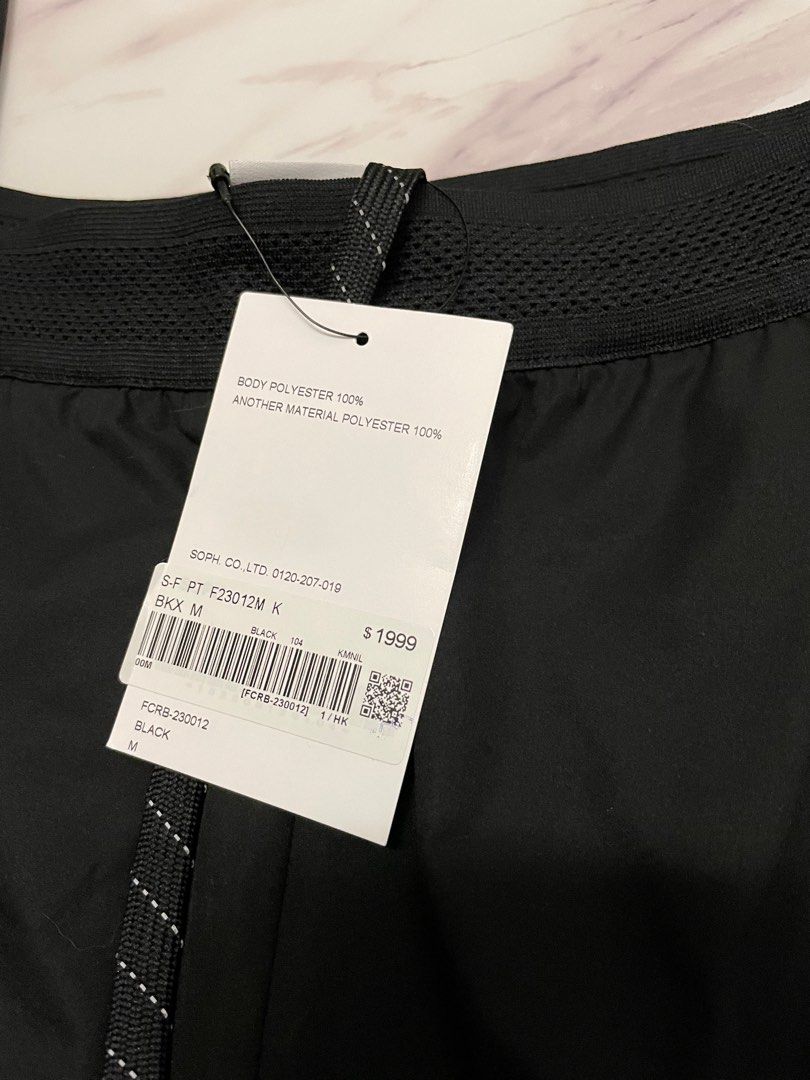 BODY POLYESTER 100%
ANOTHER MATERIAL POLYESTER 100%
SOPH. CO.,LTD. 0120-207-019
S-F PT F23012M K
BKX M
$1999
BLACK 104 KMNIL
00M
[FCRB-230012] 1/HK
FCRB-230012
BLACK
M